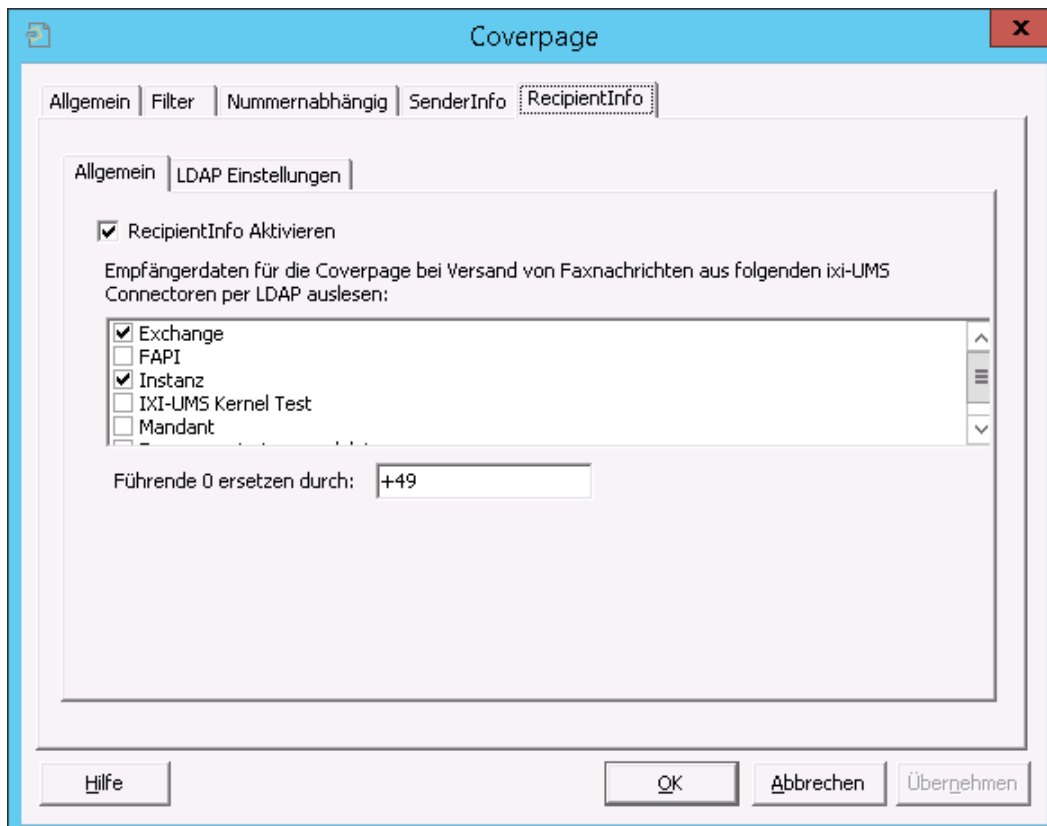 Coverpage
x
Allgemein Filter Nummernabhängig SenderInfo RecipientInfo
Allgemein LDAP Einstellungen
RecipientInfo Aktivieren
Empfängerdaten für die Coverpage bei Versand von Faxnachrichten aus folgenden ixi-UMS
Connectoren per LDAP auslesen:
Exchange
FAPI
Instanz
IXI-UMS Kernel Test
Mandant
Führende 0 ersetzen durch: +49
Hilfe OK Abbrechen Übernehmen